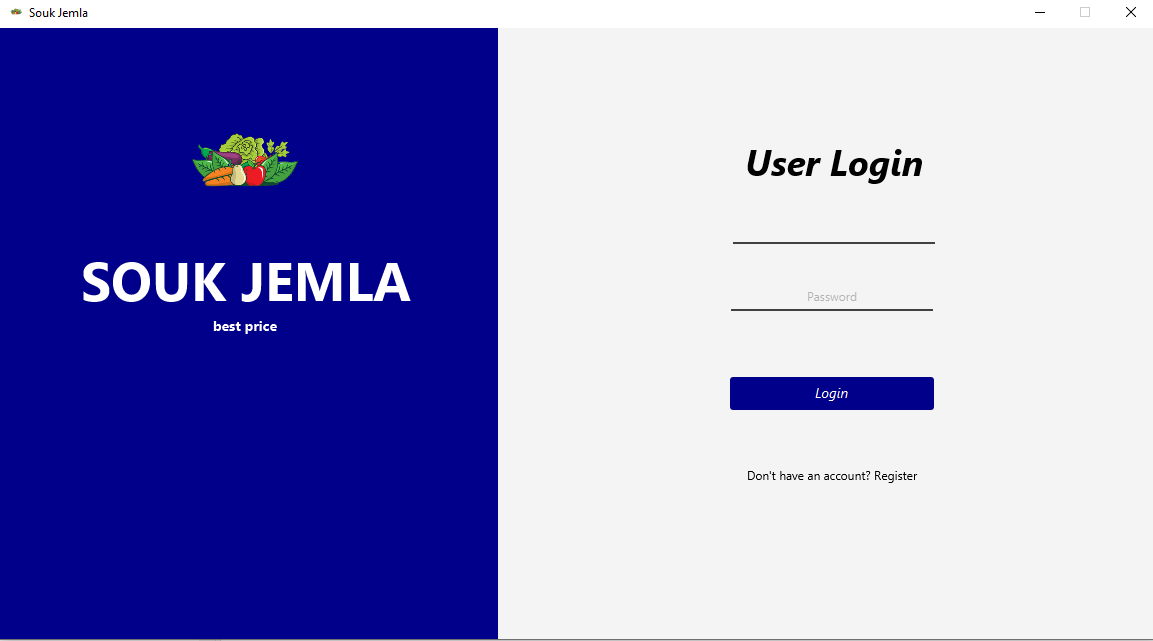 Souk Jemla
SOUK JEMLA
best price
User Login
Password
Login
Don't have an account? Register